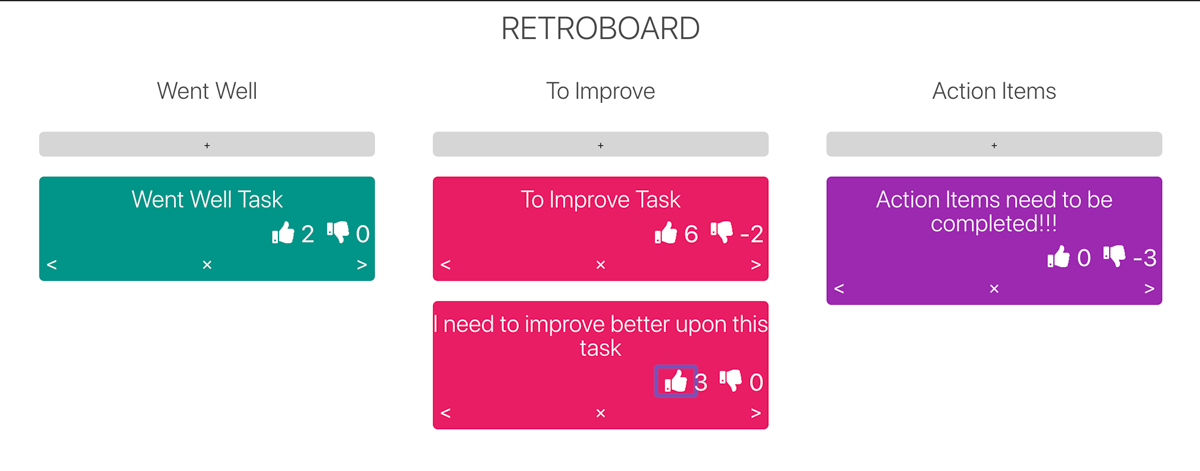 RETROBOARD
Went Well
+
Went Well Task
2 0
< × >
To Improve
+
To Improve Task
6 -2
< × >
I need to improve better upon this
task
3 0
< × >
Action Items
+
Action Items need to be
completed!!!
0 -3
< × >